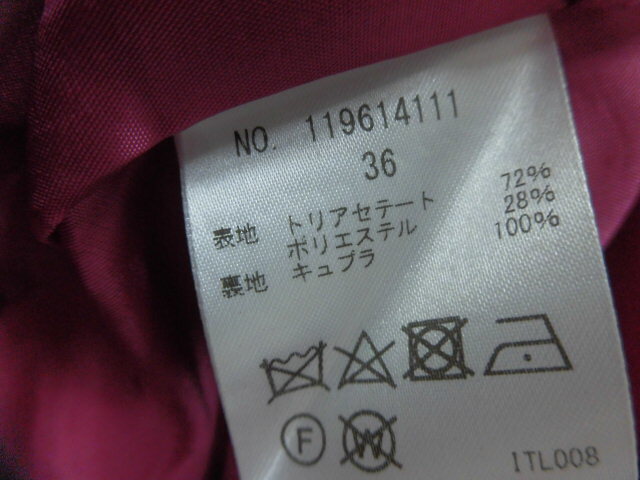 NO. 119614111
36
表地 トリアセテート 72%
ポリエステル 28%
裏地 キュプラ 100%
F W
ITL008